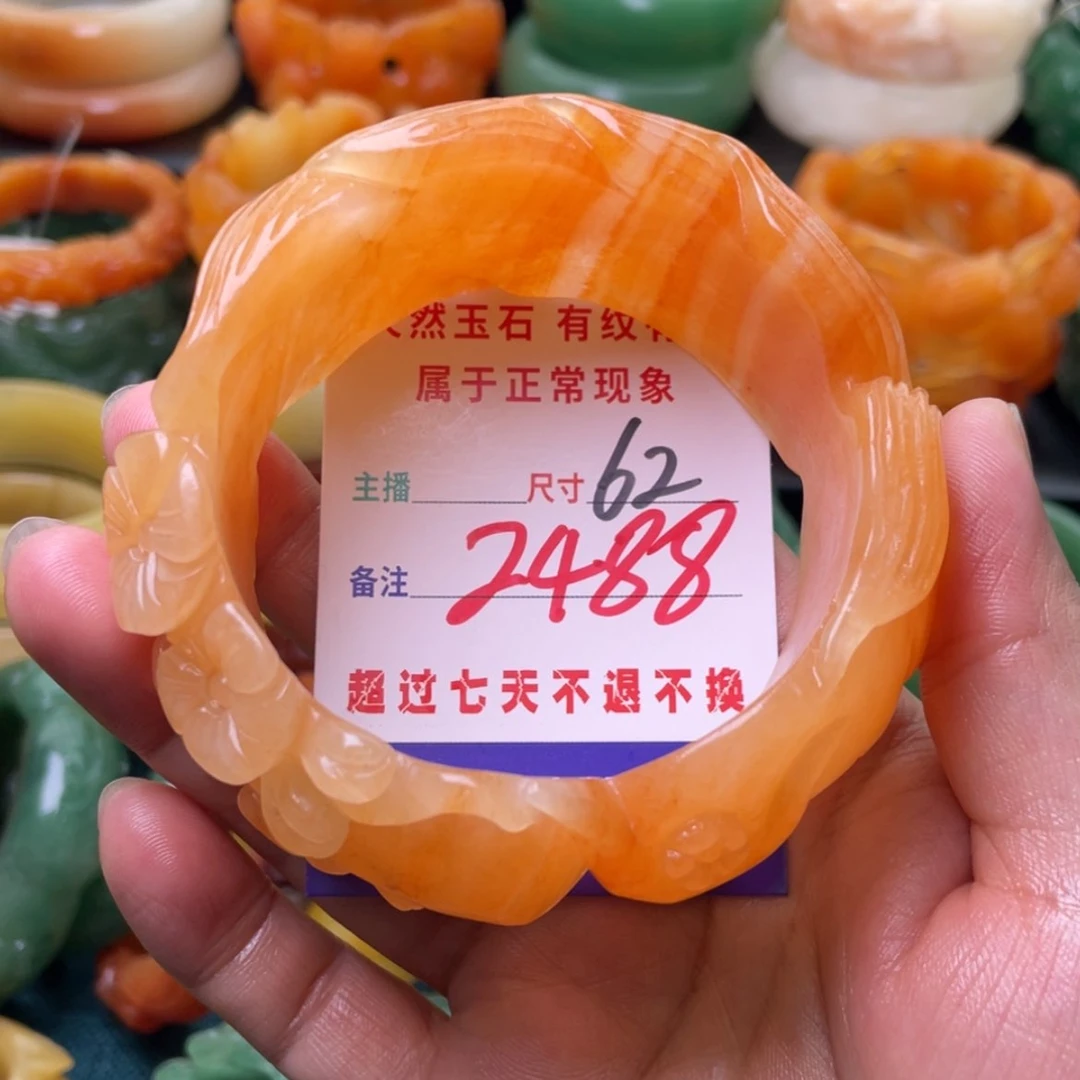 然玉石 有纹有
属于正常现象
主播 尺寸 62
备注 2488
超过七天不退不换